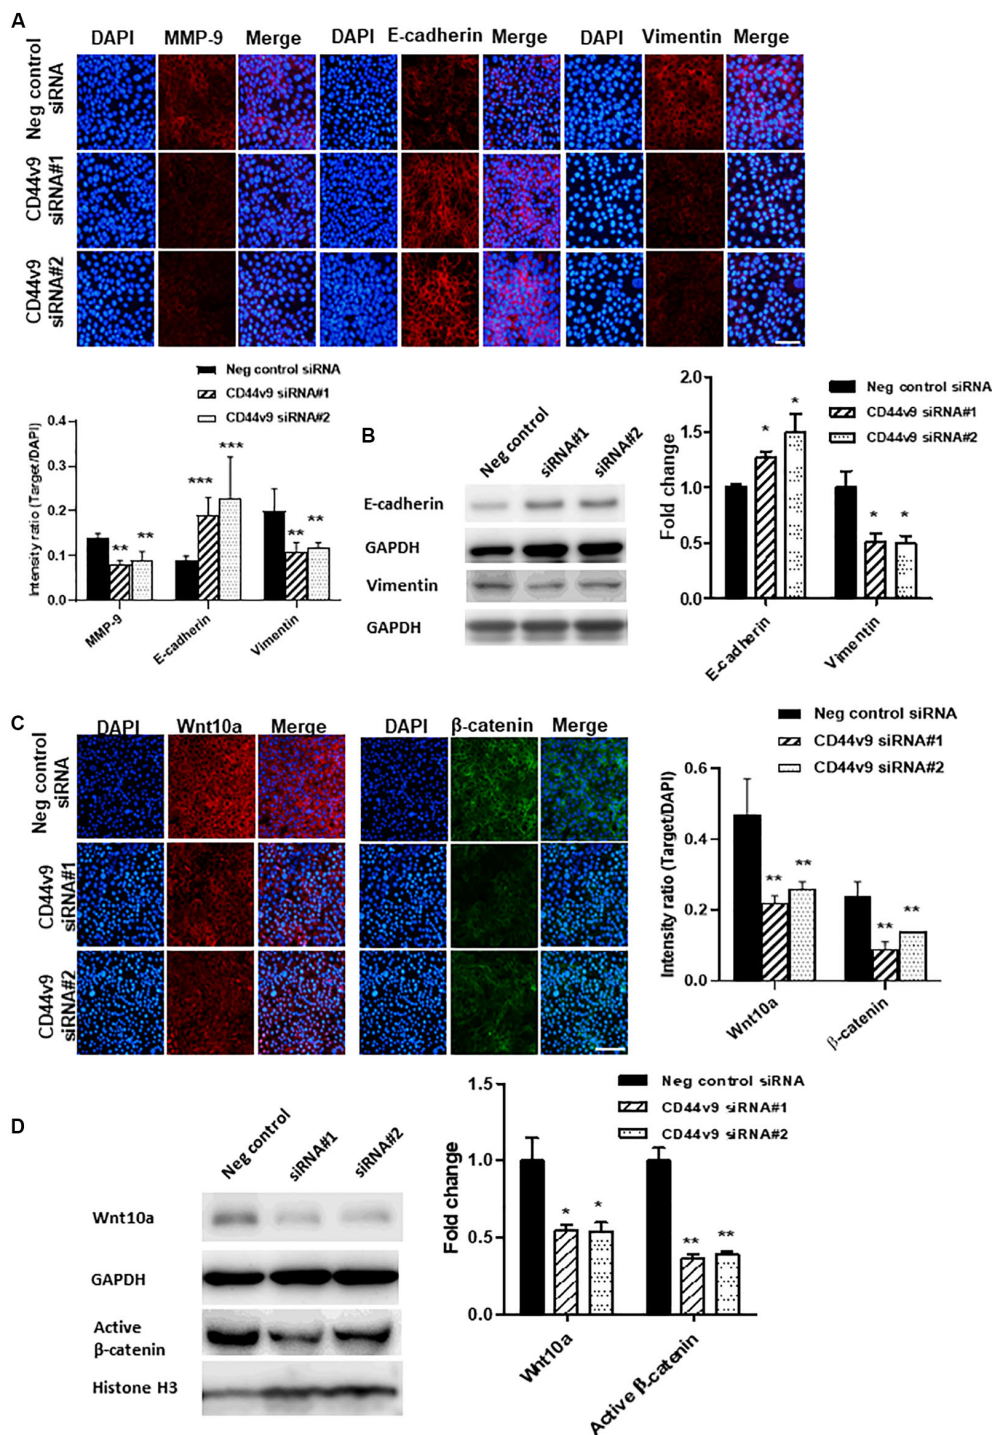 A
DAPI MMP-9 Merge DAPI E-cadherin Merge DAPI Vimentin Merge
Neg control siRNA
CD44v9 siRNA#1
CD44v9 siRNA#2
Neg control siRNA
CD44v9 siRNA#1
CD44v9 siRNA#2
Intensity ratio (Target/DAPI)
0.4
0.3
0.2
0.1
0.0
** ** *** *** ** **
MMP-9 E-cadherin Vimentin
B
Neg control siRNA#1 siRNA#2
E-cadherin
GAPDH
Vimentin
GAPDH
Neg control siRNA
CD44v9 siRNA#1
CD44v9 siRNA#2
Fold change
2.0
1.5
1.0
0.5
0.0
* * * *
E-cadherin Vimentin
C
DAPI Wnt10a Merge DAPI β-catenin Merge
Neg control siRNA
CD44v9 siRNA#1
CD44v9 siRNA#2
Neg control siRNA
CD44v9 siRNA#1
CD44v9 siRNA#2
Intensity ratio (Target/DAPI)
0.6
0.4
0.2
0.0
** ** ** **
Wnt10a β-catenin
D
Neg control siRNA#1 siRNA#2
Wnt10a
GAPDH
Active
β-catenin
Histone H3
Neg control siRNA
CD44v9 siRNA#1
CD44v9 siRNA#2
Fold change
1.5
1.0
0.5
0.0
* * ** **
Wnt10a Active β-catenin